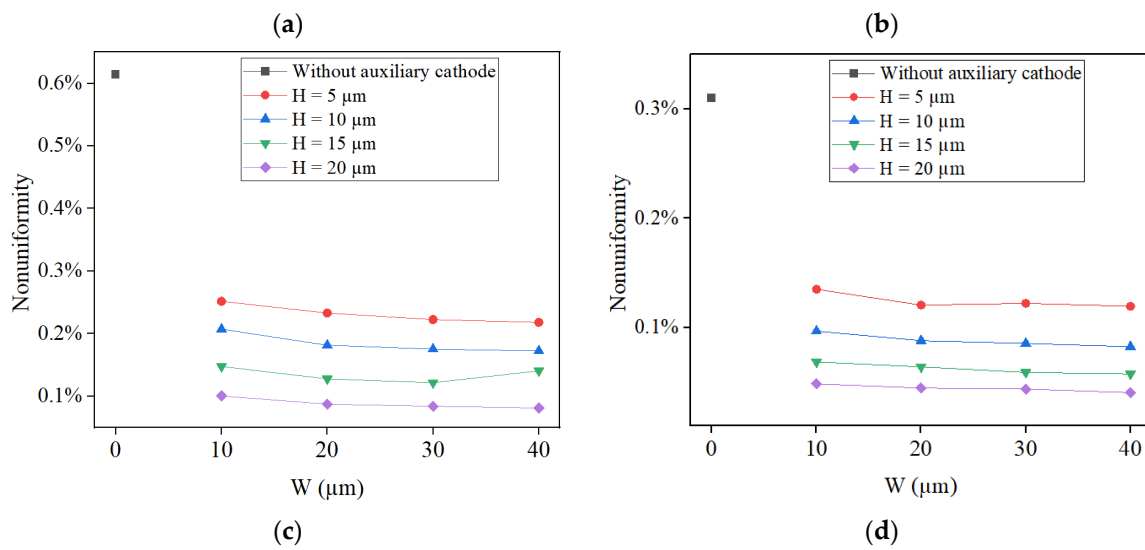 (a)
(b)
Nonuniformity
0.6%
0.5%
0.4%
0.3%
0.2%
0.1%
Without auxiliary cathode
H = 5 μm
H = 10 μm
H = 15 μm
H = 20 μm
0 10 20 30 40
W (μm)
(c)
Nonuniformity
0.3%
0.2%
0.1%
Without auxiliary cathode
H = 5 μm
H = 10 μm
H = 15 μm
H = 20 μm
0 10 20 30 40
W (μm)
(d)